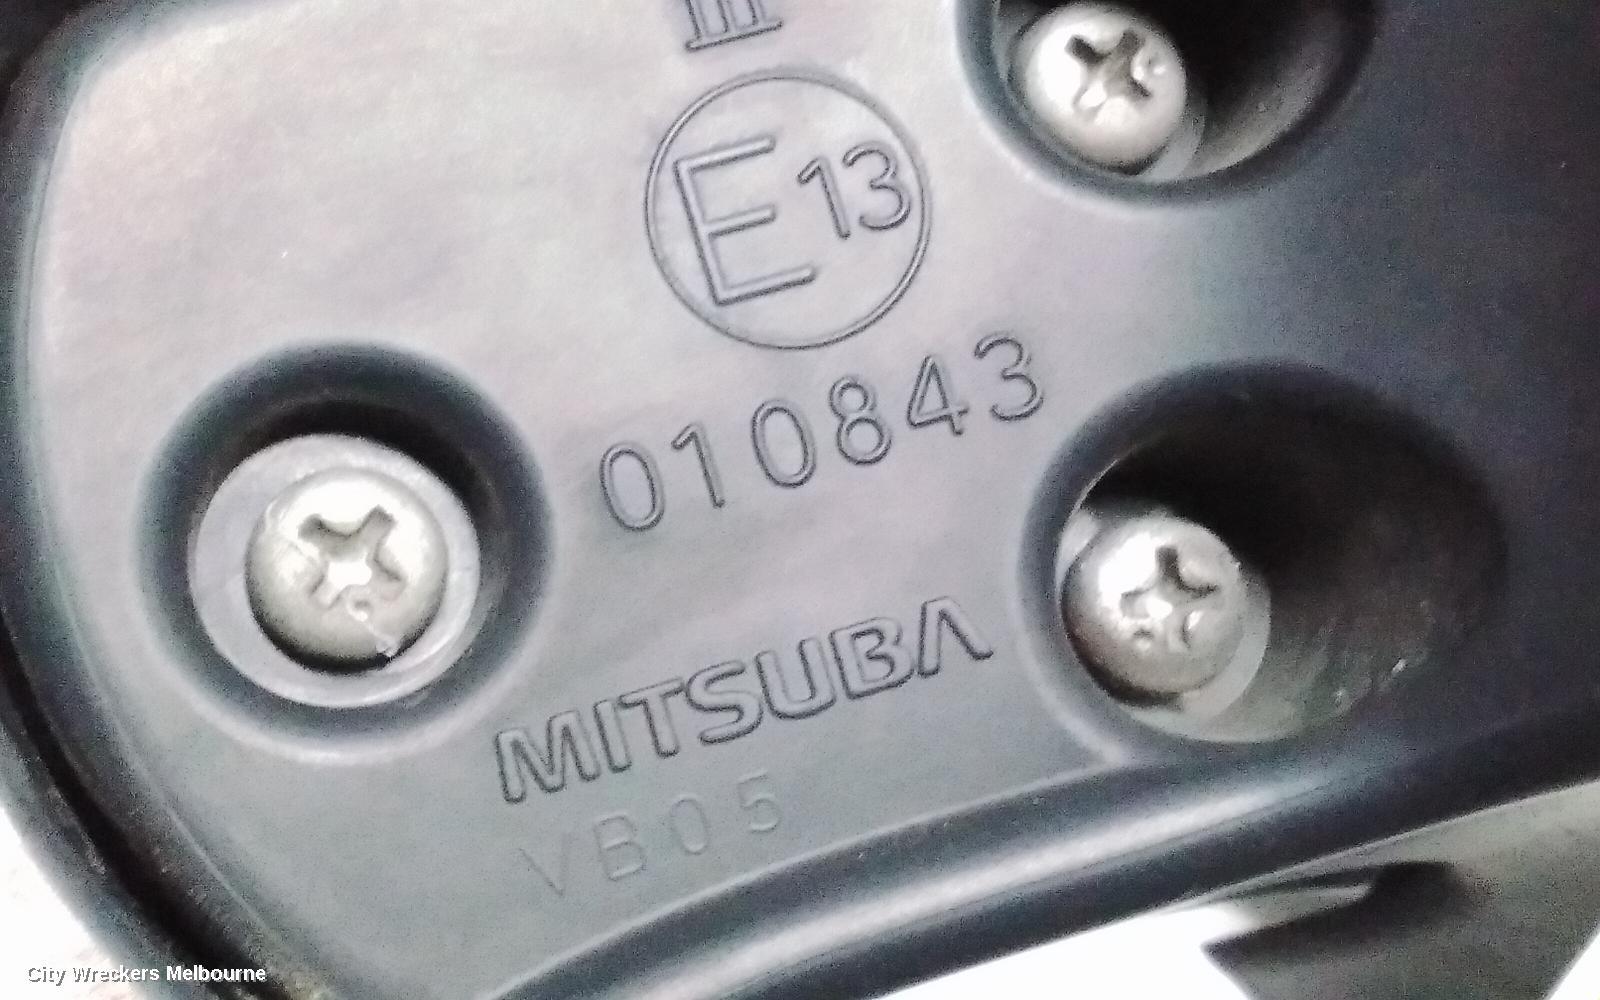 III
E13
010843
MITSUBA
VB05
City Wreckers Melbourne